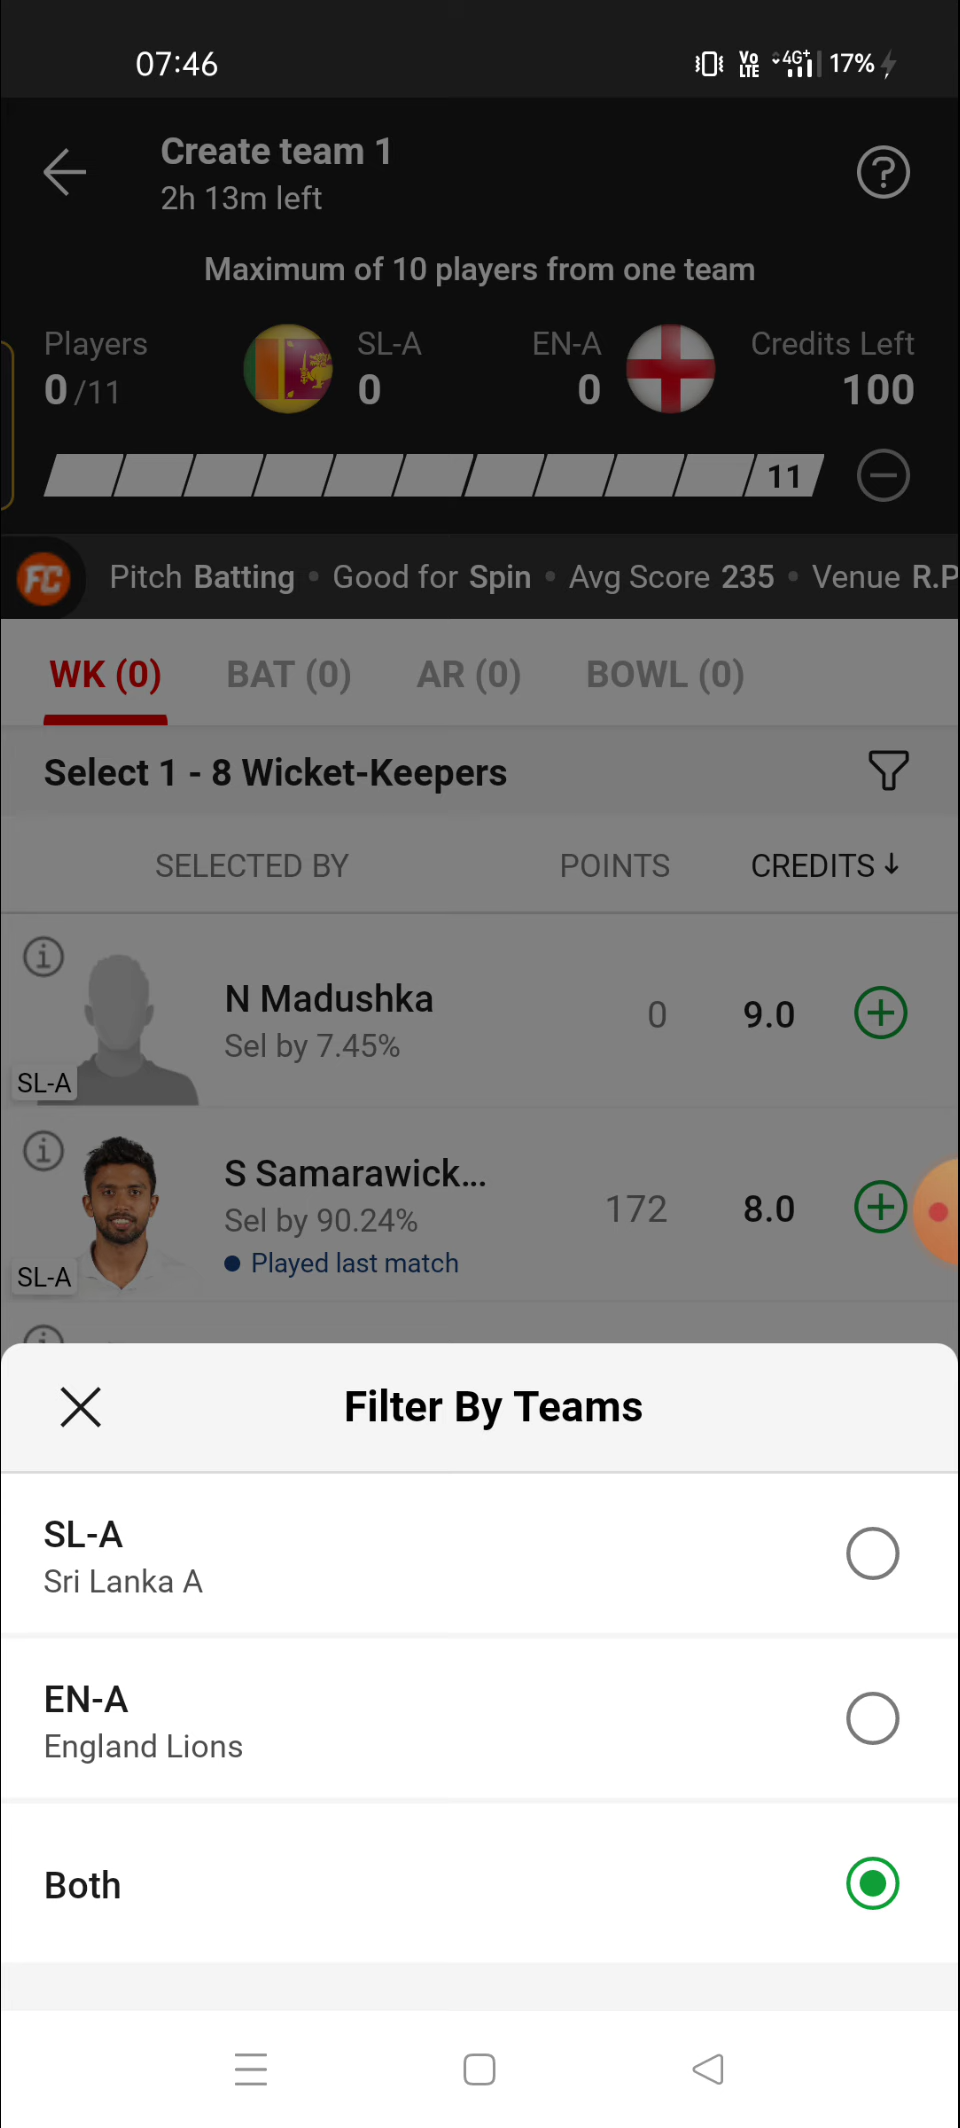 07:46 Vo LTE 4G+ 17%
Create team 1
2h 13m left
?
Maximum of 10 players from one team
Players SL-A EN-A Credits Left
0/11 0 0 100
11
FC Pitch Batting • Good for Spin • Avg Score 235 • Venue R.P
WK (0) BAT (0) AR (0) BOWL (0)
Select 1 - 8 Wicket-Keepers
SELECTED BY POINTS CREDITS ↓
i
N Madushka 0 9.0 +
Sel by 7.45%
SL-A
i
S Samarawick... 172 8.0 +
Sel by 90.24%
• Played last match
SL-A
Filter By Teams
SL-A
Sri Lanka A
EN-A
England Lions
Both